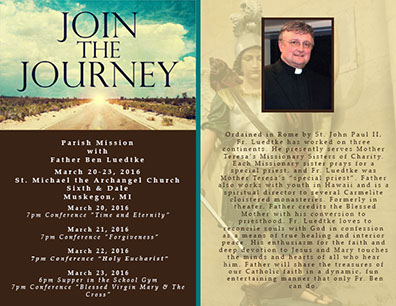 JOIN
THE
JOURNEY
Parish Mission
with
Father Ben Luedtke
March 20-23, 2016
St. Michael the Archangel Church
Sixth & Dale
Muskegon, MI
March 20, 2016
7pm Conference "Time and Eternity"
March 21, 2016
7pm Conference "Forgiveness"
March 22, 2016
7pm Conference "Holy Eucharist"
March 23, 2016
6pm Supper in the School Gym
7pm Conference "Blessed Virgin Mary & The
Cross"
Ordained in Rome by St. John Paul II,
Fr. Luedtke has worked on three
continents. He presently serves Mother
Teresa's Missionary Sisters of Charity.
Each Missionary sister prays for a
special priest, and Fr. Luedtke was
Mother Teresa's "special priest". Father
also works with youth in Hawaii and is a
spiritual director to several Carmelite
cloistered monasteries. Formerly in
theater, Father credits the Blessed
Mother with his conversion to
priesthood. Fr. Luedtke loves to
reconcile souls with God in confession
as a means of true healing and interior
peace. His enthusiasm for the faith and
deep devotion to Jesus and Mary touches
the minds and hearts of all who hear
him. Father will share the treasures of
our Catholic faith in a dynamic, fun
entertaining manner that only Fr. Ben
can do.